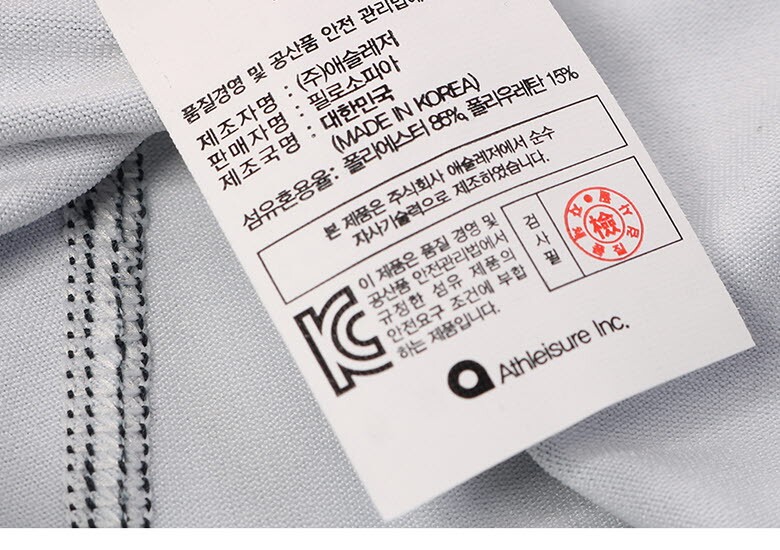 품질경영 및 공산품 안전 관리법에
제조자명 : (주)애슬레저
판매자명 : 필로소피아
제조국명 : 대한민국
(MADE IN KOREA)
섬유혼용율: 폴리에스터 85%, 폴리우레탄 15%
본 제품은 주식회사 애슬레저에서 순수
자사기술력으로 제조하였습니다.
이 제품은 품질 경영 및
공산품 안전관리법에서
규정한 섬유 제품의
안전요구 조건에 부합
하는 제품입니다.
검사필
檢
Athleisure Inc.